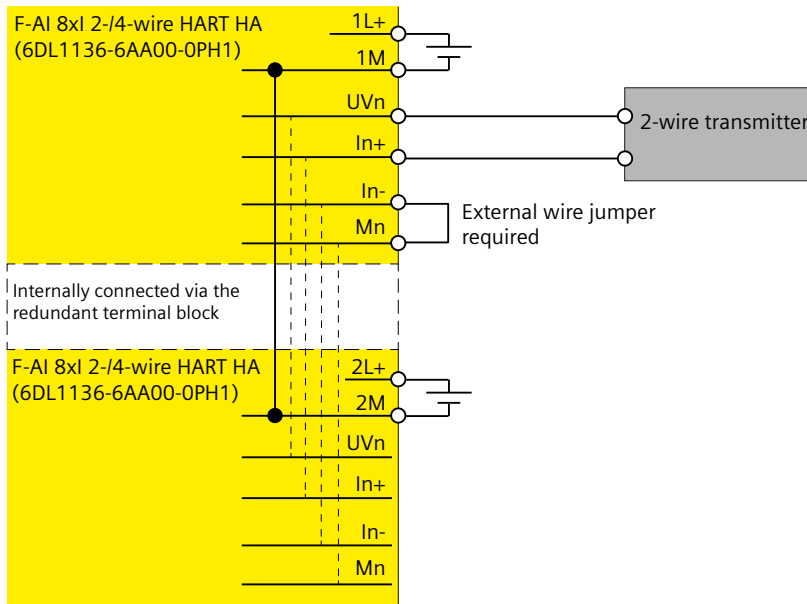 F-AI 8xI 2-/4-wire HART HA
(6DL1136-6AA00-0PH1)
1L+
1M
UVn
In+
In-
Mn
2-wire transmitter
External wire jumper
required
Internally connected via the
redundant terminal block
F-AI 8xI 2-/4-wire HART HA
(6DL1136-6AA00-0PH1)
2L+
2M
UVn
In+
In-
Mn